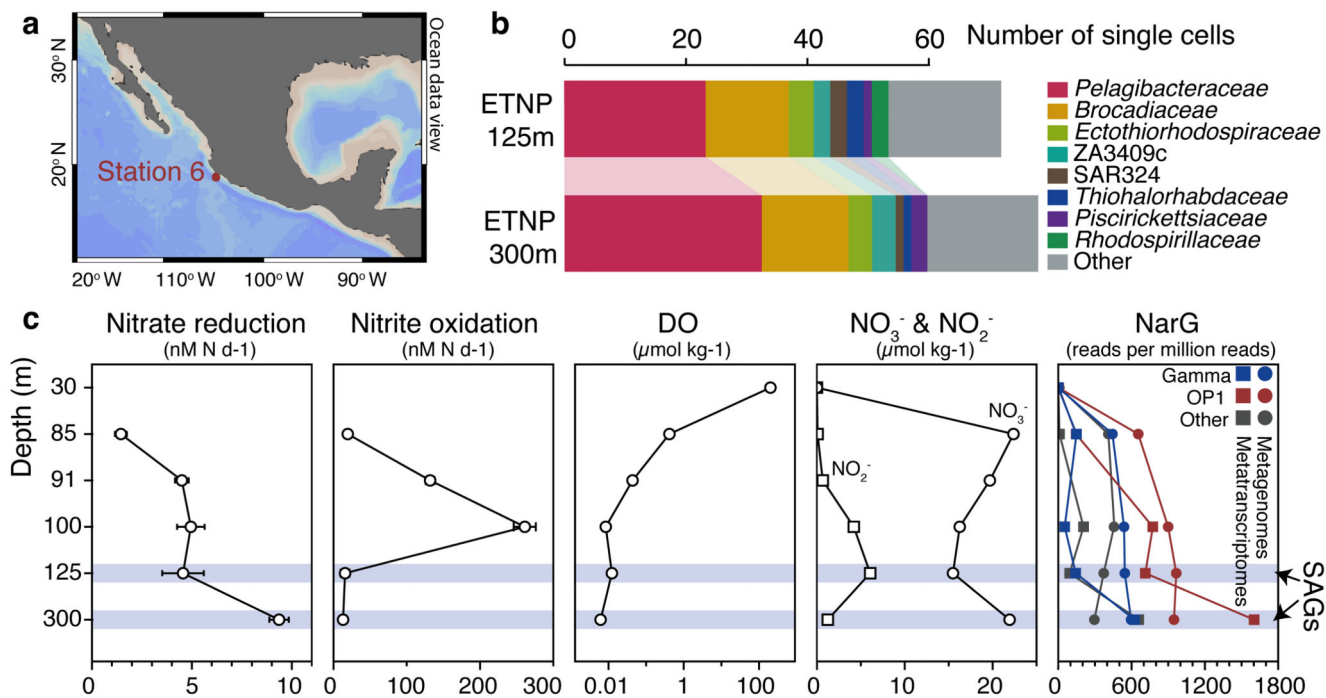 a
Ocean data view
30° N
20° N
Station 6
20°W
110°W
100°W
90°W
b
0
20
40
60
Number of single cells
ETNP
125m
ETNP
300m
Pelagibacteraceae
Brocadiaceae
Ectothiorhodospiraceae
ZA3409c
SAR324
Thiohalorhabdaceae
Piscirickettsiaceae
Rhodospirillaceae
Other
c
Nitrate reduction
(nM N d-1)
Nitrite oxidation
(nM N d-1)
DO
(µmol kg-1)
NO₃⁻ & NO₂⁻
(µmol kg-1)
NarG
(reads per million reads)
Depth (m)
30
85
91
100
125
300
NO₃⁻
NO₂⁻
Gamma
OP1
Other
Metagenomes
Metatranscriptomes
SAGs
0 5 10
0 100 200 300
0.01 1 100
0 10 20
0 600 1200 1800